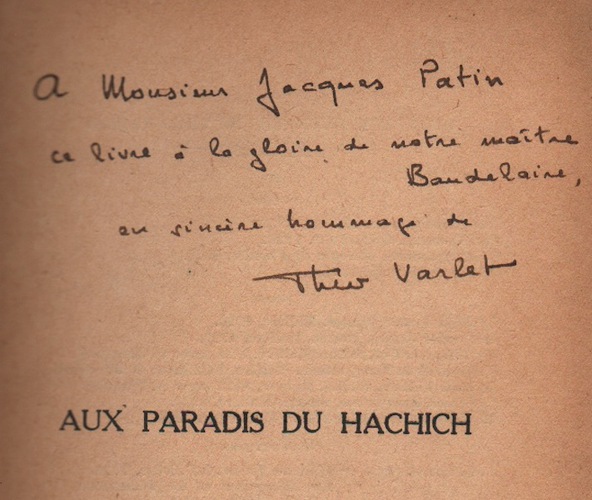 A Monsieur Jacques Patin
ce livre à la gloire de notre maître
Baudelaire,
en sincère hommage de
Théo Varlet
AUX PARADIS DU HACHICH